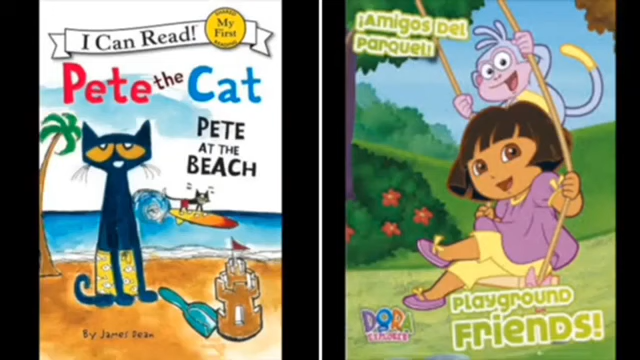 I Can Read!
My
First
Pete the Cat
PETE
AT THE
BEACH
By James Dean
¡Amigos Del
Parque!
Playground
Friends!
DORA